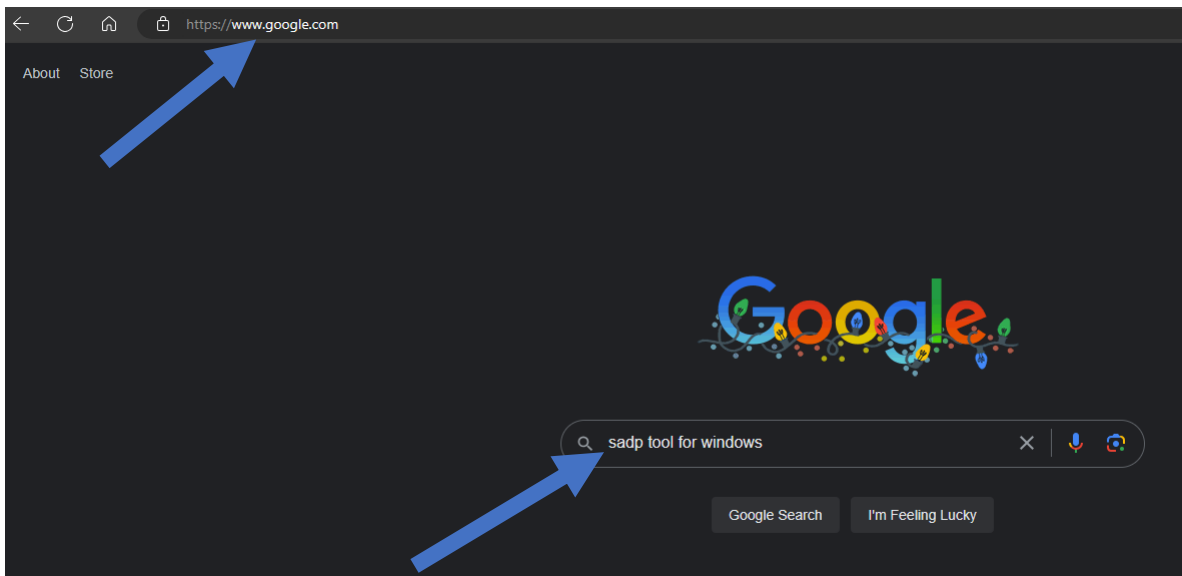 https://www.google.com
About Store
Google
sadp tool for windows
Google Search I'm Feeling Lucky